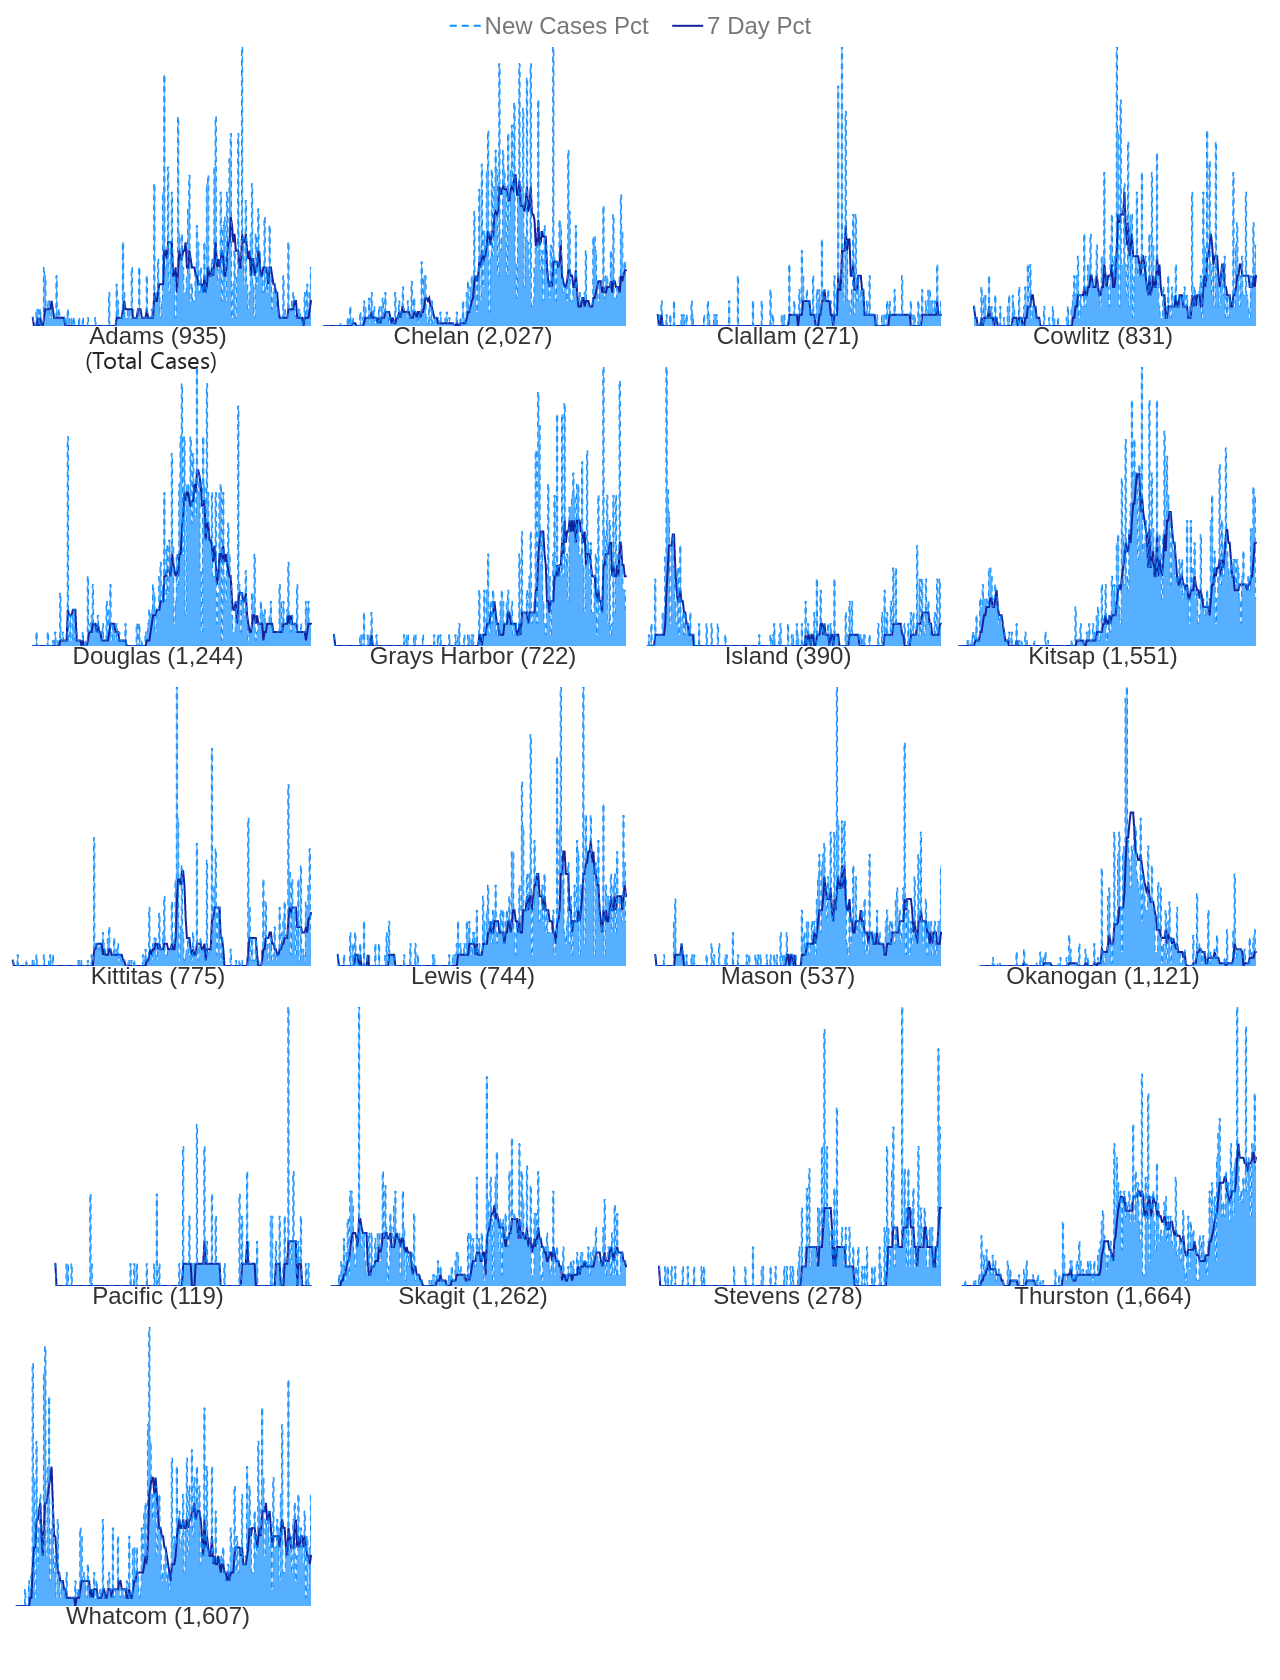 New Cases Pct 7 Day Pct
Adams (935) Chelan (2,027) Clallam (271) Cowlitz (831)
(Total Cases)
Douglas (1,244) Grays Harbor (722) Island (390) Kitsap (1,551)
Kittitas (775) Lewis (744) Mason (537) Okanogan (1,121)
Pacific (119) Skagit (1,262) Stevens (278) Thurston (1,664)
Whatcom (1,607)